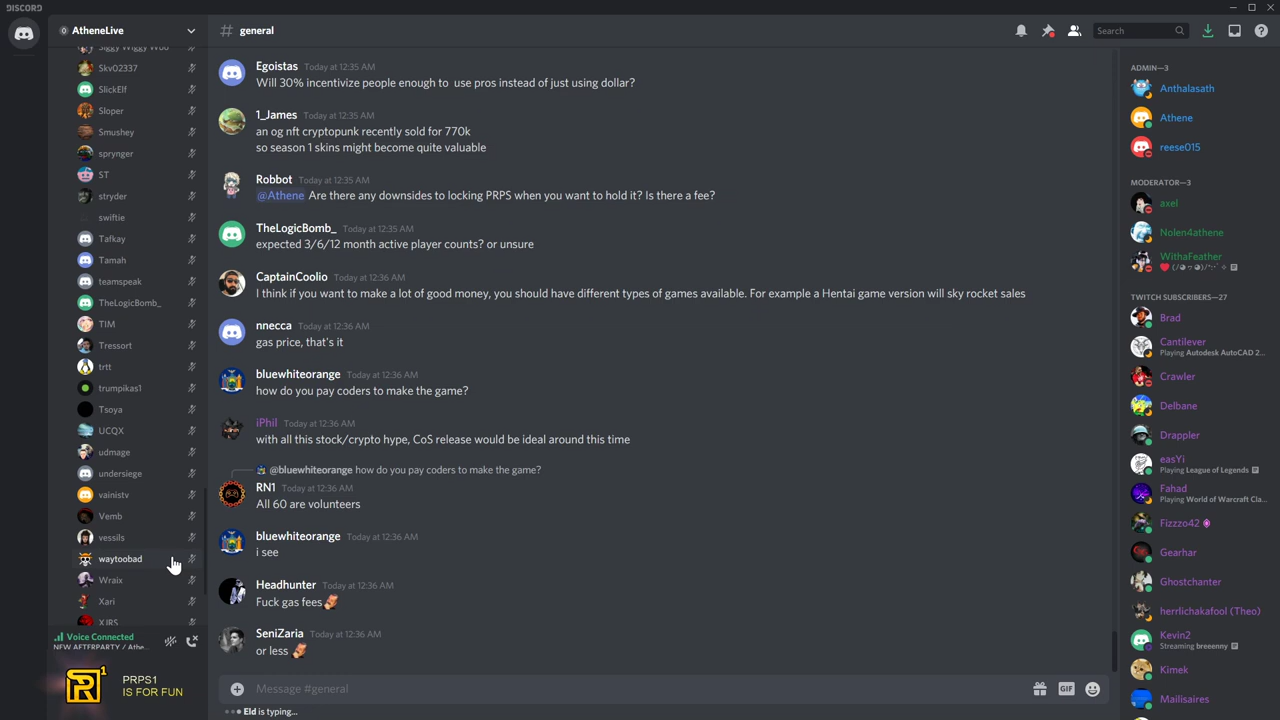 DISCORD
AtheneLive
# general
Search
Siggy Wiggy Woo
Skv02337
SlickElf
Sloper
Smushey
sprynger
ST
stryder
swiftie
Tafkay
Tamah
teamspeak
TheLogicBomb_
TIM
Tressort
trtt
trumpikas1
Tsoya
UCQX
udmage
undersiege
vainistv
Vemb
vessils
waytoobad
Wraix
Xari
XJRS
Voice Connected
NEW AFTERPARTY / Athe...
PRPS1
IS FOR FUN
Egoistas Today at 12:35 AM
Will 30% incentivize people enough to use pros instead of just using dollar?
1_James Today at 12:35 AM
an og nft cryptopunk recently sold for 770k
so season 1 skins might become quite valuable
Robbot Today at 12:35 AM
@Athene Are there any downsides to locking PRPS when you want to hold it? Is there a fee?
TheLogicBomb_ Today at 12:35 AM
expected 3/6/12 month active player counts? or unsure
CaptainCoolio Today at 12:36 AM
I think if you want to make a lot of good money, you should have different types of games available. For example a Hentai game version will sky rocket sales
nnecca Today at 12:36 AM
gas price, that's it
bluewhiteorange Today at 12:36 AM
how do you pay coders to make the game?
iPhil Today at 12:36 AM
with all this stock/crypto hype, CoS release would be ideal around this time
@bluewhiteorange how do you pay coders to make the game?
RN1 Today at 12:36 AM
All 60 are volunteers
bluewhiteorange Today at 12:36 AM
i see
Headhunter Today at 12:36 AM
Fuck gas fees
SeniZaria Today at 12:36 AM
or less
Message #general
GIF
Eld is typing...
ADMIN—3
Anthalasath
Athene
reese015
MODERATOR—3
axel
Nolen4athene
WithaFeather
TWITCH SUBSCRIBERS—27
Brad
Cantilever
Playing Autodesk AutoCAD 2...
Crawler
Delbane
Drappler
easYi
Playing League of Legends
Fahad
Playing World of Warcraft Cla...
Fizzzo42
Gearhar
Ghostchanter
herrlichakafool (Theo)
Kevin2
Streaming breeenny
Kimek
Mailisaires